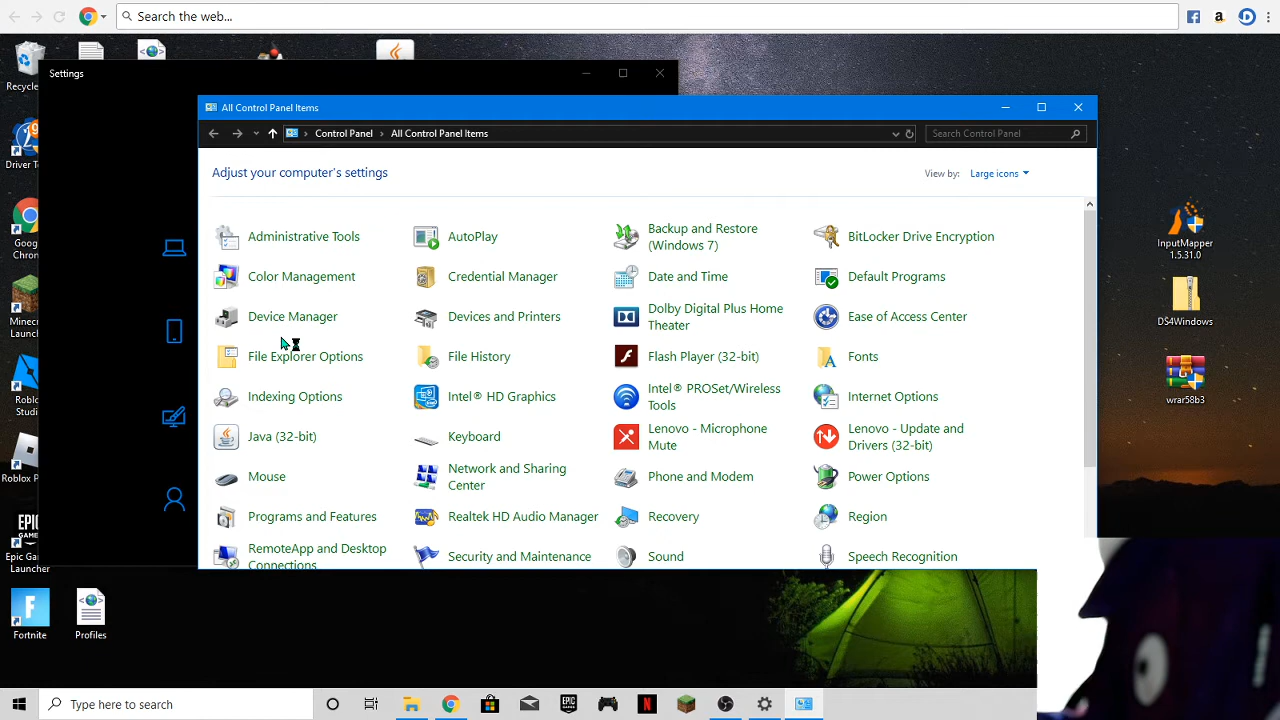 Search the web...
Recycle
Settings
All Control Panel Items
Control Panel
All Control Panel Items
Search Control Panel
Adjust your computer's settings
View by:
Large icons
Administrative Tools
AutoPlay
Backup and Restore
(Windows 7)
BitLocker Drive Encryption
Color Management
Credential Manager
Date and Time
Default Programs
Device Manager
Devices and Printers
Dolby Digital Plus Home
Theater
Ease of Access Center
File Explorer Options
File History
Flash Player (32-bit)
Fonts
Indexing Options
Intel® HD Graphics
Intel® PROSet/Wireless
Tools
Internet Options
Java (32-bit)
Keyboard
Lenovo - Microphone
Mute
Lenovo - Update and
Drivers (32-bit)
Mouse
Network and Sharing
Center
Phone and Modem
Power Options
Programs and Features
Realtek HD Audio Manager
Recovery
Region
RemoteApp and Desktop
Connections
Security and Maintenance
Sound
Speech Recognition
Driver T
Goog
Chrom
Minec
Launch
Roblo
Studi
Roblox P
EPIC
GAME
Epic Ga
Launcher
Fortnite
Profiles
InputMapper
1.5.31.0
DS4Windows
wrar58b3
Type here to search